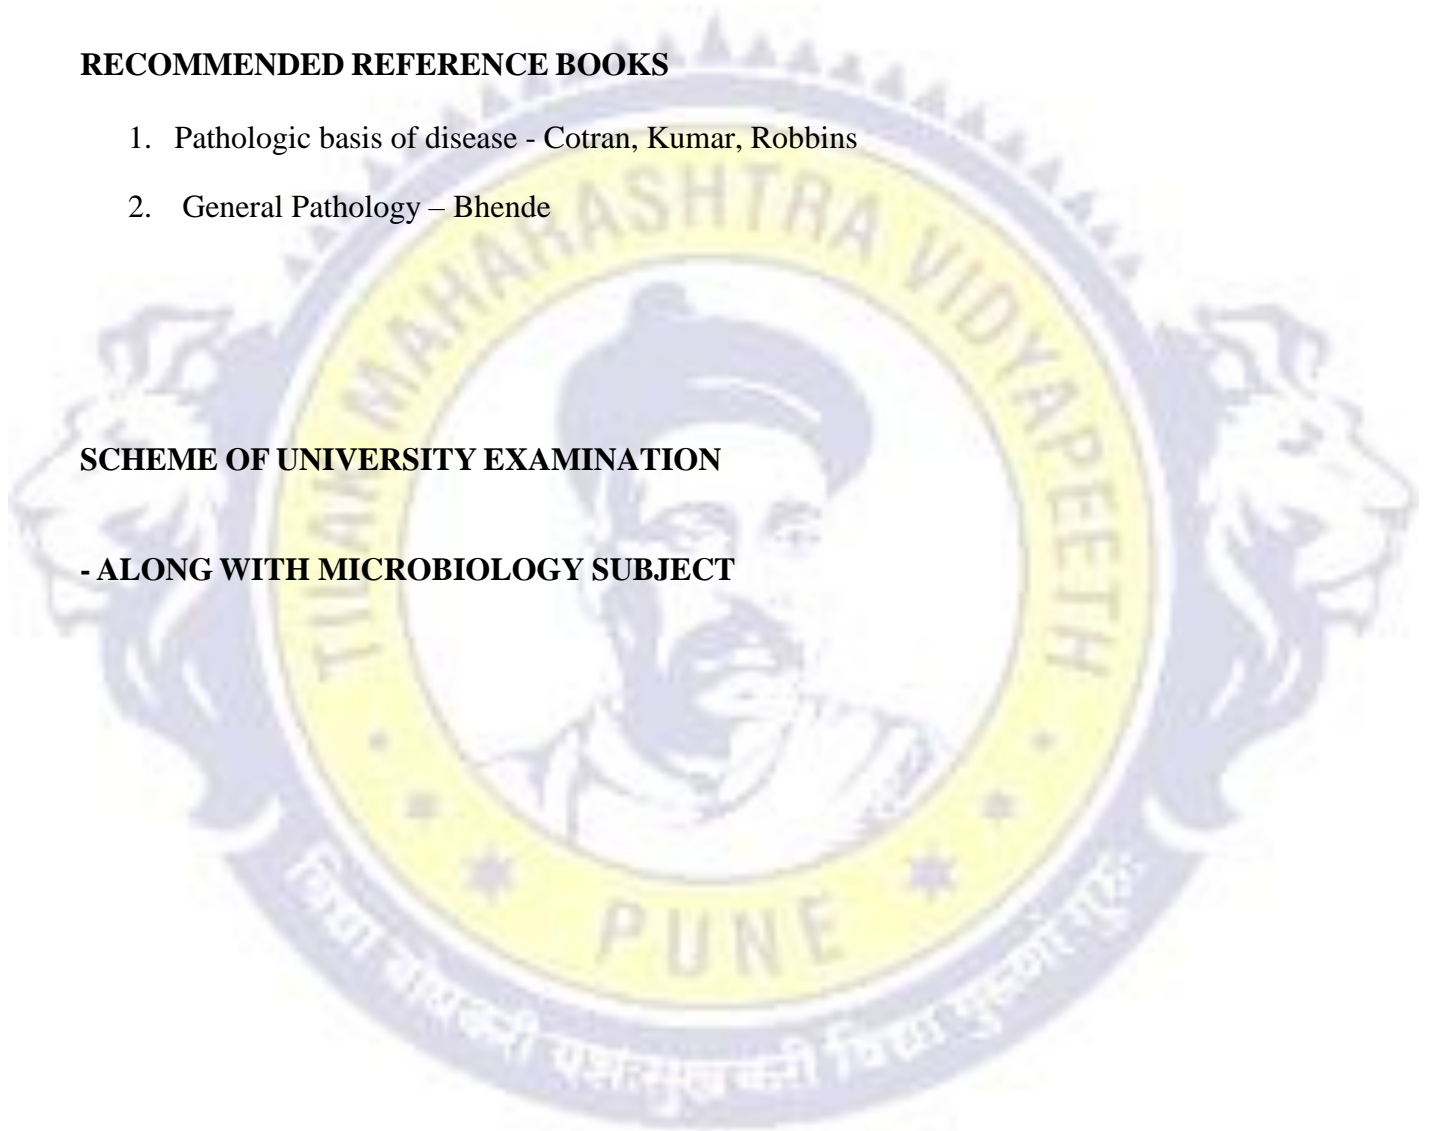 RECOMMENDED REFERENCE BOOKS
1. Pathologic basis of disease - Cotran, Kumar, Robbins
2. General Pathology – Bhende
SCHEME OF UNIVERSITY EXAMINATION
- ALONG WITH MICROBIOLOGY SUBJECT
TILAK MAHARASHTRA VIDYAPEETH
PUNE